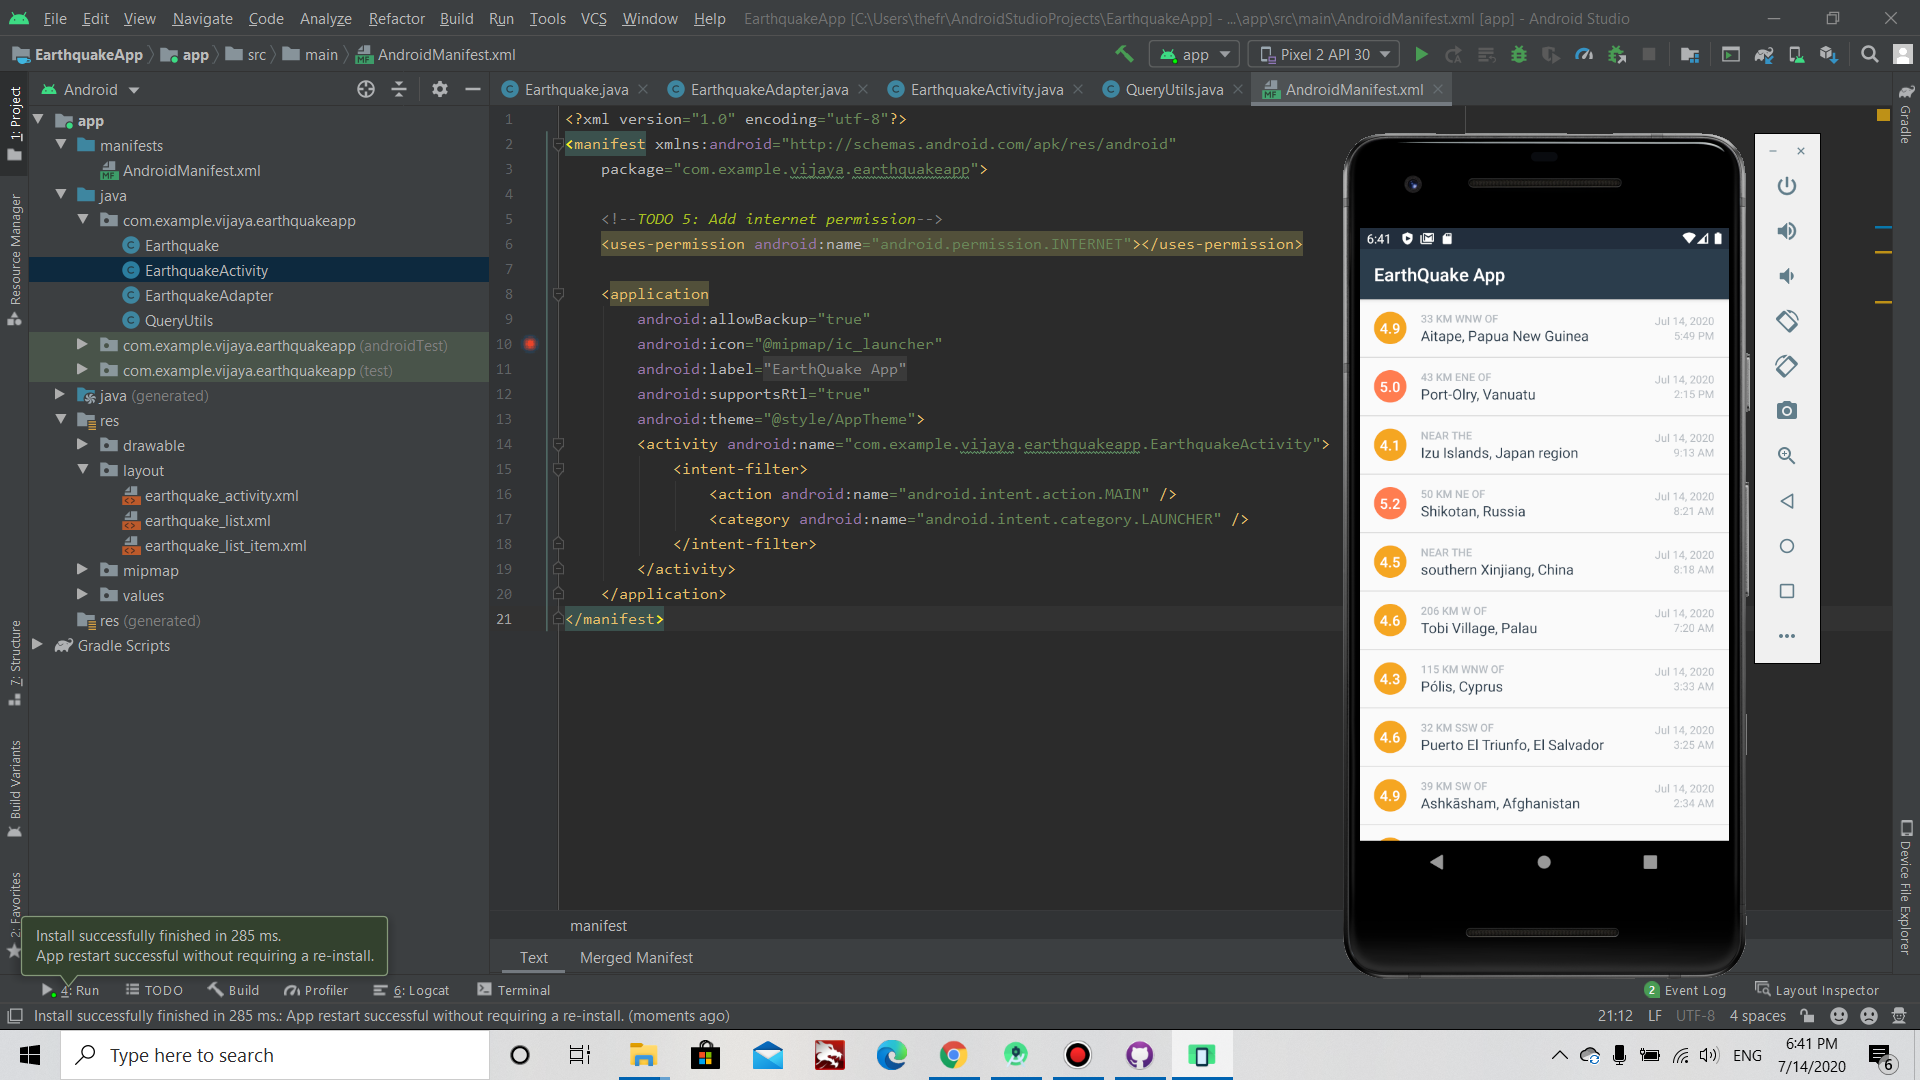 File Edit View Navigate Code Analyze Refactor Build Run Tools VCS Window Help EarthquakeApp [C:\Users\thefr\AndroidStudioProjects\EarthquakeApp] - ...\app\src\main\AndroidManifest.xml [app] - Android Studio
EarthquakeApp app src main AndroidManifest.xml app Pixel 2 API 30
Android
Earthquake.java EarthquakeAdapter.java EarthquakeActivity.java QueryUtils.java AndroidManifest.xml
1: Project
Resource Manager
7: Structure
Build Variants
2: Favorites
app
manifests
AndroidManifest.xml
java
com.example.vijaya.earthquakeapp
Earthquake
EarthquakeActivity
EarthquakeAdapter
QueryUtils
com.example.vijaya.earthquakeapp (androidTest)
com.example.vijaya.earthquakeapp (test)
java (generated)
res
drawable
layout
earthquake_activity.xml
earthquake_list.xml
earthquake_list_item.xml
mipmap
values
res (generated)
Gradle Scripts
1 <?xml version="1.0" encoding="utf-8"?>
2 <manifest xmlns:android="http://schemas.android.com/apk/res/android"
3 package="com.example.vijaya.earthquakeapp">
4
5 <!--TODO 5: Add internet permission-->
6 <uses-permission android:name="android.permission.INTERNET"></uses-permission>
7
8 <application
9 android:allowBackup="true"
10 android:icon="@mipmap/ic_launcher"
11 android:label="EarthQuake App"
12 android:supportsRtl="true"
13 android:theme="@style/AppTheme">
14 <activity android:name="com.example.vijaya.earthquakeapp.EarthquakeActivity">
15 <intent-filter>
16 <action android:name="android.intent.action.MAIN" />
17 <category android:name="android.intent.category.LAUNCHER" />
18 </intent-filter>
19 </activity>
20 </application>
21 </manifest>
manifest
Text Merged Manifest
6:41
EarthQuake App
4.9 33 KM WNW OF Jul 14, 2020
Aitape, Papua New Guinea 5:49 PM
5.0 43 KM ENE OF Jul 14, 2020
Port-Olry, Vanuatu 2:15 PM
4.1 NEAR THE Jul 14, 2020
Izu Islands, Japan region 9:13 AM
5.2 50 KM NE OF Jul 14, 2020
Shikotan, Russia 8:21 AM
4.5 NEAR THE Jul 14, 2020
southern Xinjiang, China 8:18 AM
4.6 206 KM W OF Jul 14, 2020
Tobi Village, Palau 7:20 AM
4.3 115 KM WNW OF Jul 14, 2020
Pólis, Cyprus 3:33 AM
4.6 32 KM SSW OF Jul 14, 2020
Puerto El Triunfo, El Salvador 3:25 AM
4.9 39 KM SW OF Jul 14, 2020
Ashkāsham, Afghanistan 2:34 AM
Gradle
Device File Explorer
Install successfully finished in 285 ms.
App restart successful without requiring a re-install.
4: Run TODO Build Profiler 6: Logcat Terminal 2 Event Log Layout Inspector
Install successfully finished in 285 ms.: App restart successful without requiring a re-install. (moments ago) 21:12 LF UTF-8 4 spaces
Type here to search
ENG
6:41 PM
7/14/2020
6